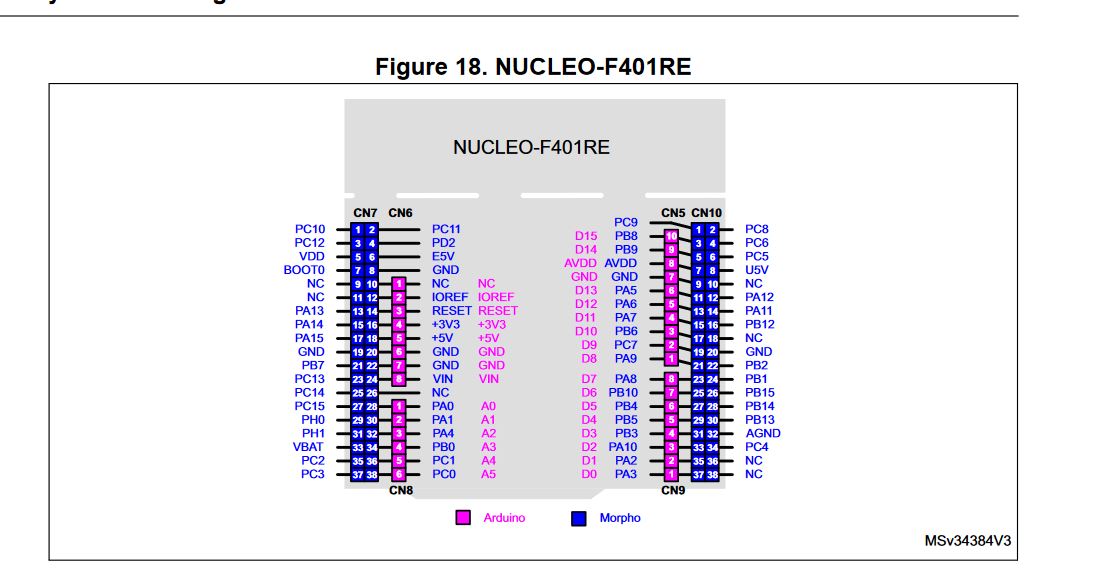 Figure 18. NUCLEO-F401RE
NUCLEO-F401RE
CN7 CN6 CN5 CN10
PC9
PC10 1 2 PC11 1 2 PC8
D15 PB8 10
PC12 3 4 PD2 3 4 PC6
D14 PB9 9
VDD 5 6 E5V 5 6 PC5
AVDD AVDD 8
BOOT0 7 8 GND 7 8 U5V
GND GND 7
NC 9 10 1 NC NC 9 10 NC
D13 PA5 6
NC 11 12 2 IOREF IOREF 11 12 PA12
D12 PA6 5
PA13 13 14 3 RESET RESET 13 14 PA11
D11 PA7 4
PA14 15 16 4 +3V3 +3V3 15 16 PB12
D10 PB6 3
PA15 17 18 5 +5V +5V 17 18 NC
D9 PC7 2
GND 19 20 6 GND GND 19 20 GND
D8 PA9 1
PB7 21 22 7 GND GND 21 22 PB2
PC13 23 24 8 VIN VIN D7 PA8 8 23 24 PB1
PC14 25 26 NC D6 PB10 7 25 26 PB15
PC15 27 28 1 PA0 A0 D5 PB4 6 27 28 PB14
PH0 29 30 2 PA1 A1 D4 PB5 5 29 30 PB13
PH1 31 32 3 PA4 A2 D3 PB3 4 31 32 AGND
VBAT 33 34 4 PB0 A3 D2 PA10 3 33 34 PC4
PC2 35 36 5 PC1 A4 D1 PA2 2 35 36 NC
PC3 37 38 6 PC0 A5 D0 PA3 1 37 38 NC
CN8 CN9
Arduino Morpho
MSv34384V3